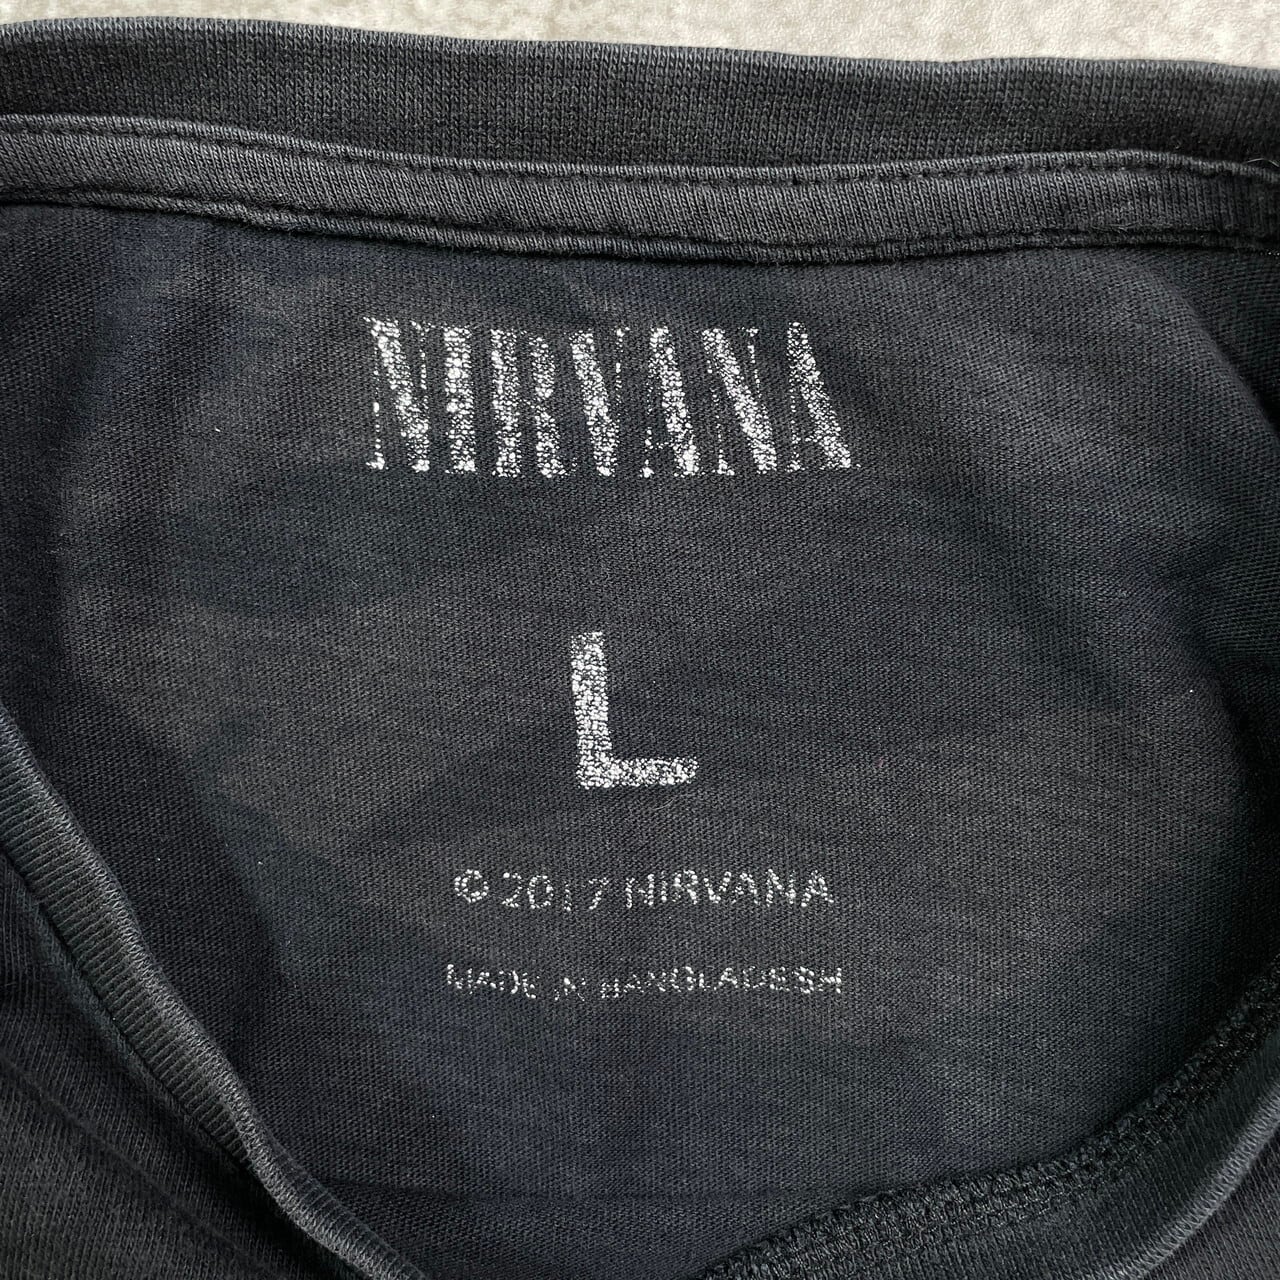 NIRVANA
L
© 2017 NIRVANA
MADE IN BANGLADESH